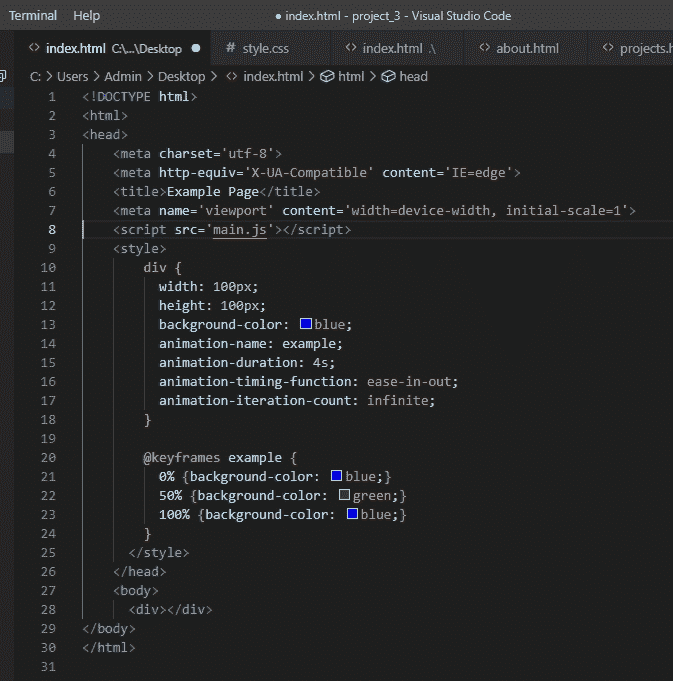 Terminal Help ● index.html - project_3 - Visual Studio Code
<> index.html C:\...\Desktop ● # style.css <> index.html .\ <> about.html <> projects.h
C: > Users > Admin > Desktop > <> index.html > html > head
1 <!DOCTYPE html>
2 <html>
3 <head>
4 <meta charset='utf-8'>
5 <meta http-equiv='X-UA-Compatible' content='IE=edge'>
6 <title>Example Page</title>
7 <meta name='viewport' content='width=device-width, initial-scale=1'>
8 <script src='main.js'></script>
9 <style>
10 div {
11 width: 100px;
12 height: 100px;
13 background-color: blue;
14 animation-name: example;
15 animation-duration: 4s;
16 animation-timing-function: ease-in-out;
17 animation-iteration-count: infinite;
18 }
19
20 @keyframes example {
21 0% {background-color: blue;}
22 50% {background-color: green;}
23 100% {background-color: blue;}
24 }
25 </style>
26 </head>
27 <body>
28 <div></div>
29 </body>
30 </html>
31